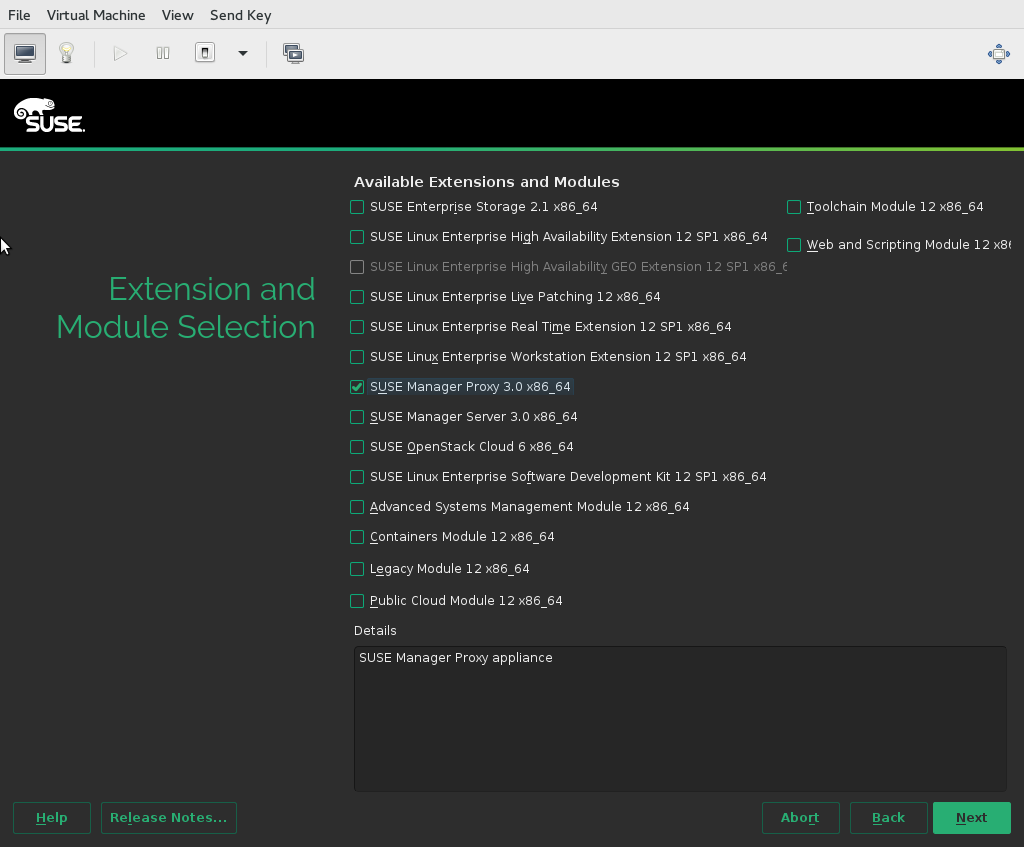 File Virtual Machine View Send Key
SUSE.
Extension and
Module Selection
Available Extensions and Modules
SUSE Enterprise Storage 2.1 x86_64
SUSE Linux Enterprise High Availability Extension 12 SP1 x86_64
SUSE Linux Enterprise High Availability GEO Extension 12 SP1 x86_6
SUSE Linux Enterprise Live Patching 12 x86_64
SUSE Linux Enterprise Real Time Extension 12 SP1 x86_64
SUSE Linux Enterprise Workstation Extension 12 SP1 x86_64
SUSE Manager Proxy 3.0 x86_64
SUSE Manager Server 3.0 x86_64
SUSE OpenStack Cloud 6 x86_64
SUSE Linux Enterprise Software Development Kit 12 SP1 x86_64
Advanced Systems Management Module 12 x86_64
Containers Module 12 x86_64
Legacy Module 12 x86_64
Public Cloud Module 12 x86_64
Toolchain Module 12 x86_64
Web and Scripting Module 12 x86
Details
SUSE Manager Proxy appliance
Help Release Notes... Abort Back Next